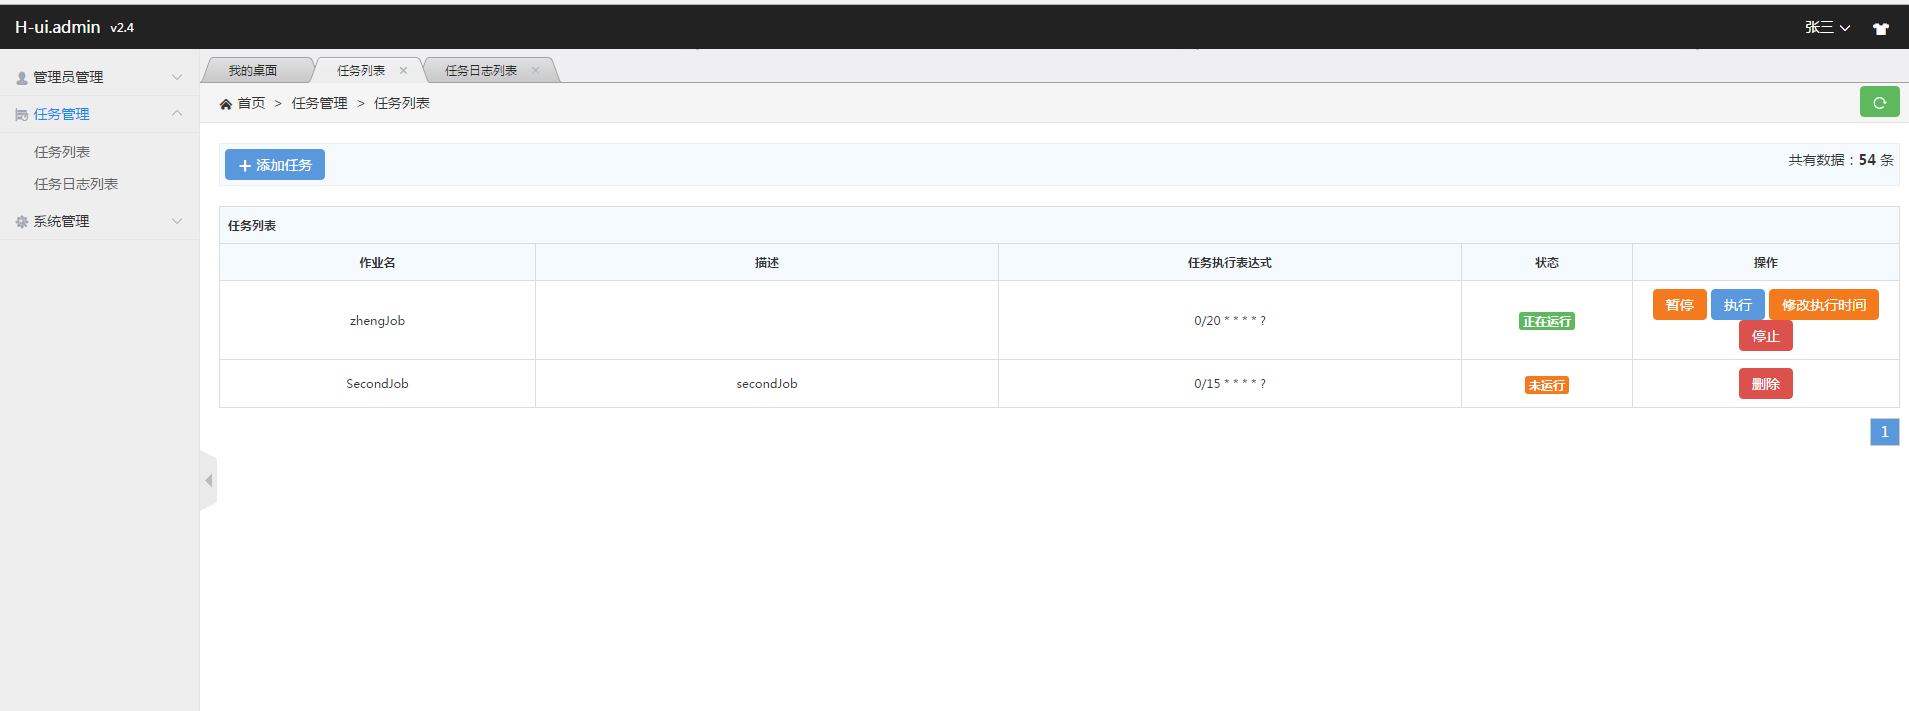 H-ui.admin v2.4
张三
管理员管理
任务管理
任务列表
任务日志列表
系统管理
我的桌面 任务列表 任务日志列表
首页 > 任务管理 > 任务列表
添加任务
共有数据：54 条
任务列表
作业名 描述 任务执行表达式 状态 操作
zhengJob 0/20 * * * * ? 正在运行 暂停 执行 修改执行时间
停止
SecondJob secondJob 0/15 * * * * ? 未运行 删除
1